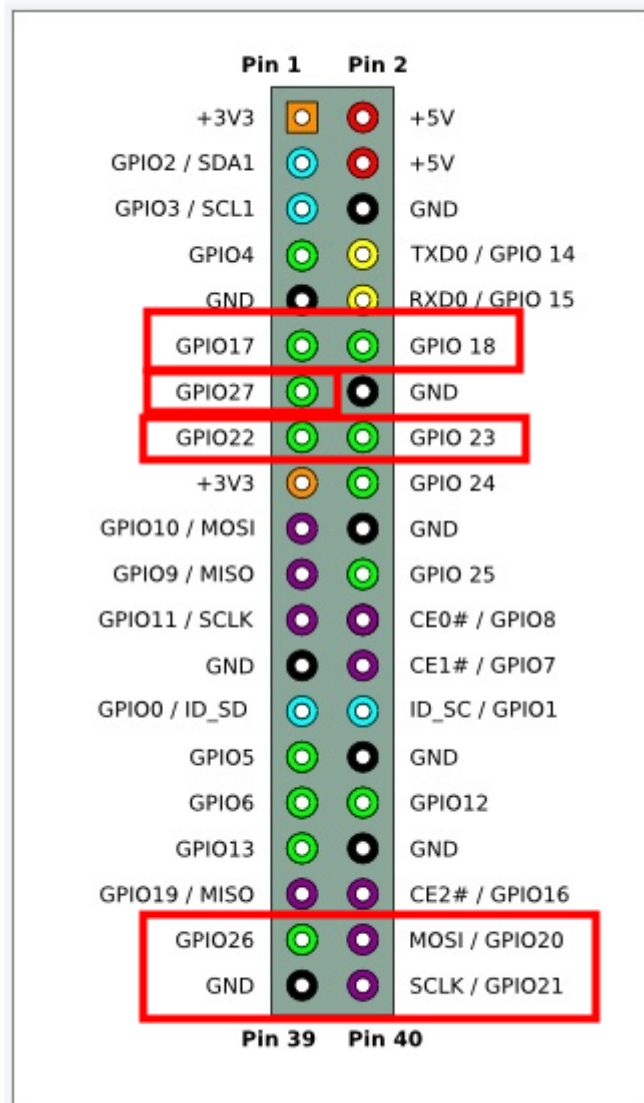 Pin 1 Pin 2
+3V3 +5V
GPIO2 / SDA1 +5V
GPIO3 / SCL1 GND
GPIO4 TXD0 / GPIO 14
GND RXD0 / GPIO 15
GPIO17 GPIO 18
GPIO27 GND
GPIO22 GPIO 23
+3V3 GPIO 24
GPIO10 / MOSI GND
GPIO9 / MISO GPIO 25
GPIO11 / SCLK CE0# / GPIO8
GND CE1# / GPIO7
GPIO0 / ID_SD ID_SC / GPIO1
GPIO5 GND
GPIO6 GPIO12
GPIO13 GND
GPIO19 / MISO CE2# / GPIO16
GPIO26 MOSI / GPIO20
GND SCLK / GPIO21
Pin 39 Pin 40